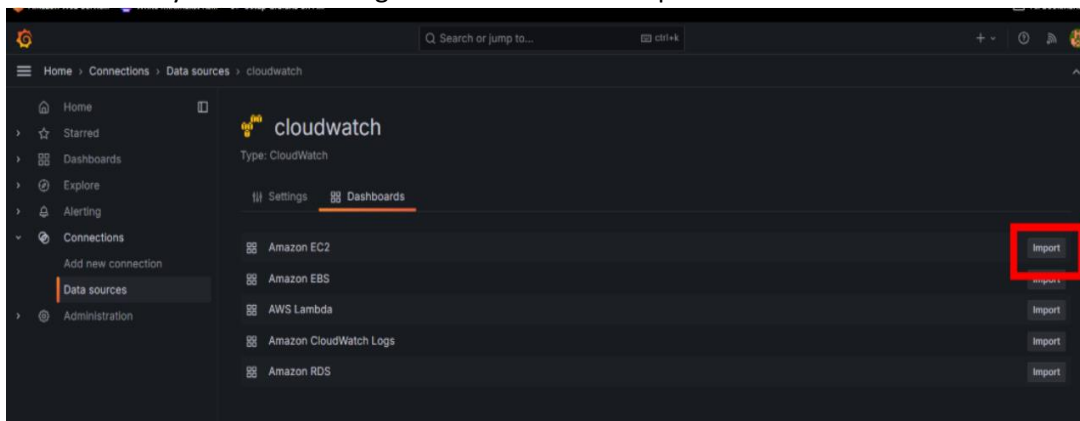 Search or jump to... ctrl+k
Home > Connections > Data sources > cloudwatch
Home
Starred
Dashboards
Explore
Alerting
Connections
Add new connection
Data sources
Administration
cloudwatch
Type: CloudWatch
Settings Dashboards
Amazon EC2 Import
Amazon EBS Import
AWS Lambda Import
Amazon CloudWatch Logs Import
Amazon RDS Import